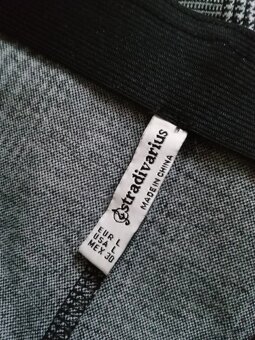 stradivarius
MADE IN CHINA
EUR L
USA L
MEX 30